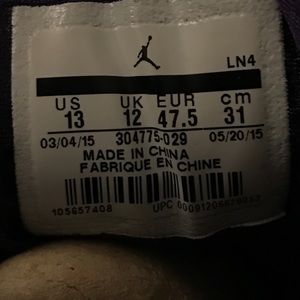 LN4
US UK EUR cm
13 12 47.5 31
03/04/15 304775-029 05/20/15
MADE IN CHINA
FABRIQUE EN CHINE
105657408 UPC